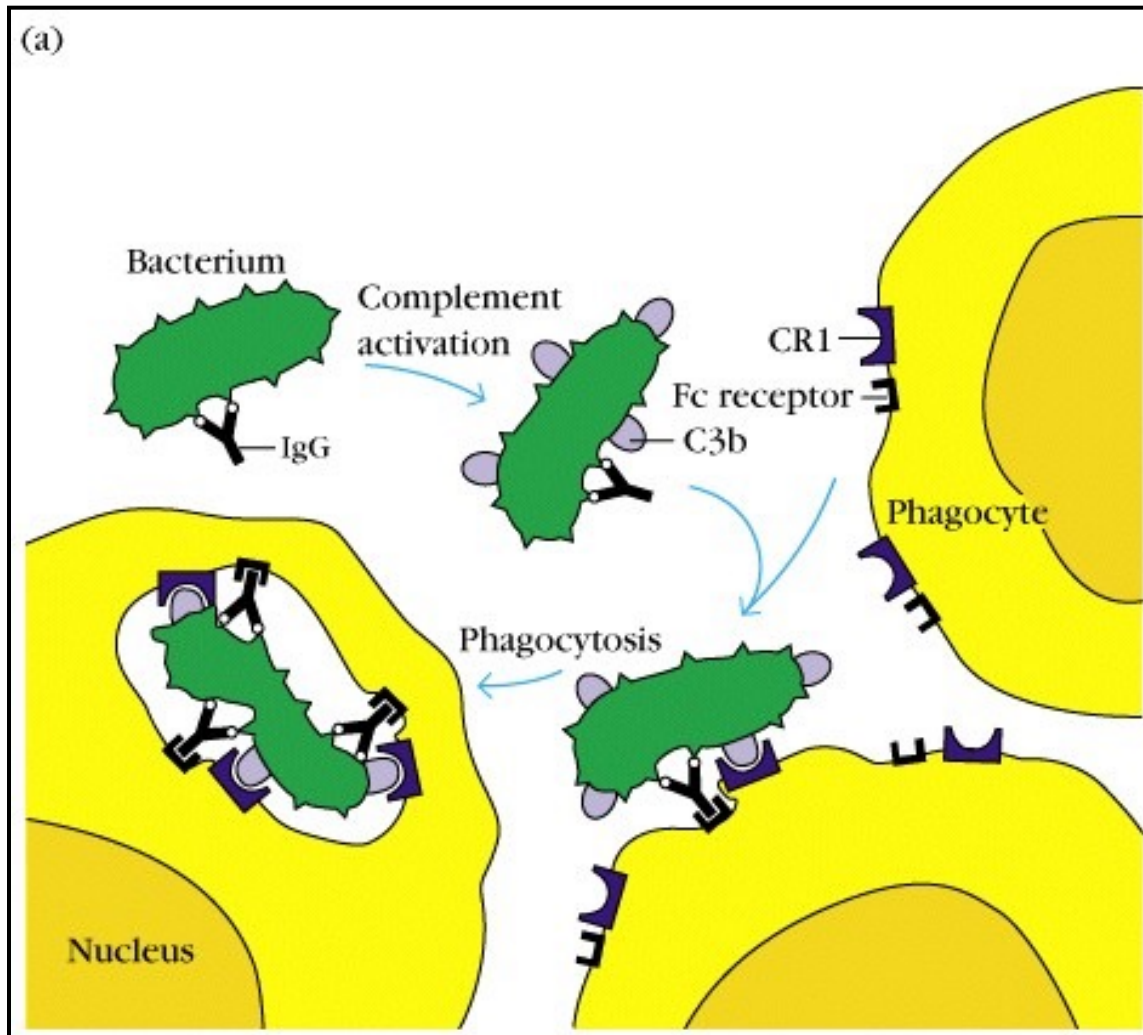 (a)
Bacterium
Complement
activation
CR1
Fc receptor
IgG
C3b
Phagocyte
Phagocytosis
Nucleus